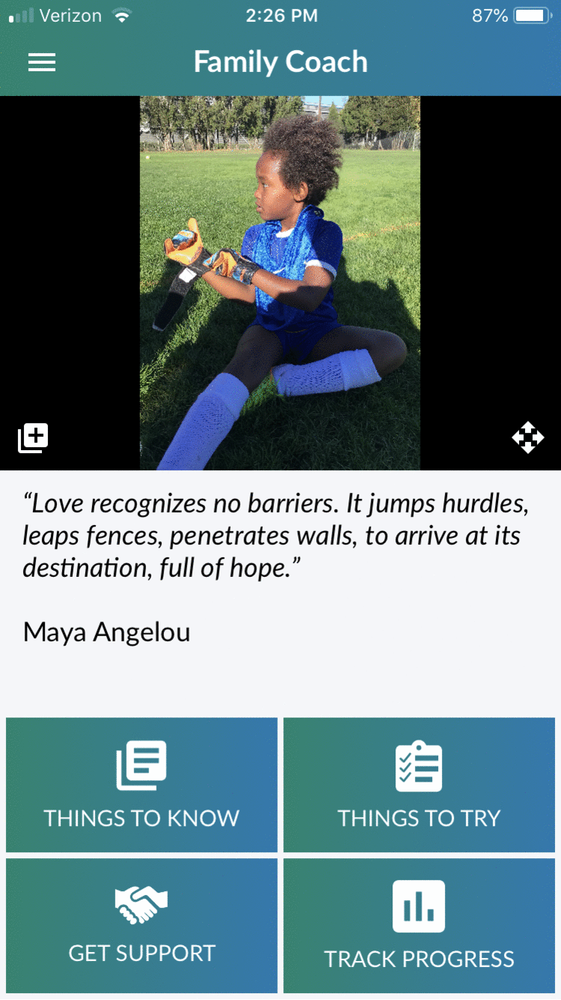 Verizon 2:26 PM 87%
Family Coach
“Love recognizes no barriers. It jumps hurdles,
leaps fences, penetrates walls, to arrive at its
destination, full of hope.”
Maya Angelou
THINGS TO KNOW
THINGS TO TRY
GET SUPPORT
TRACK PROGRESS